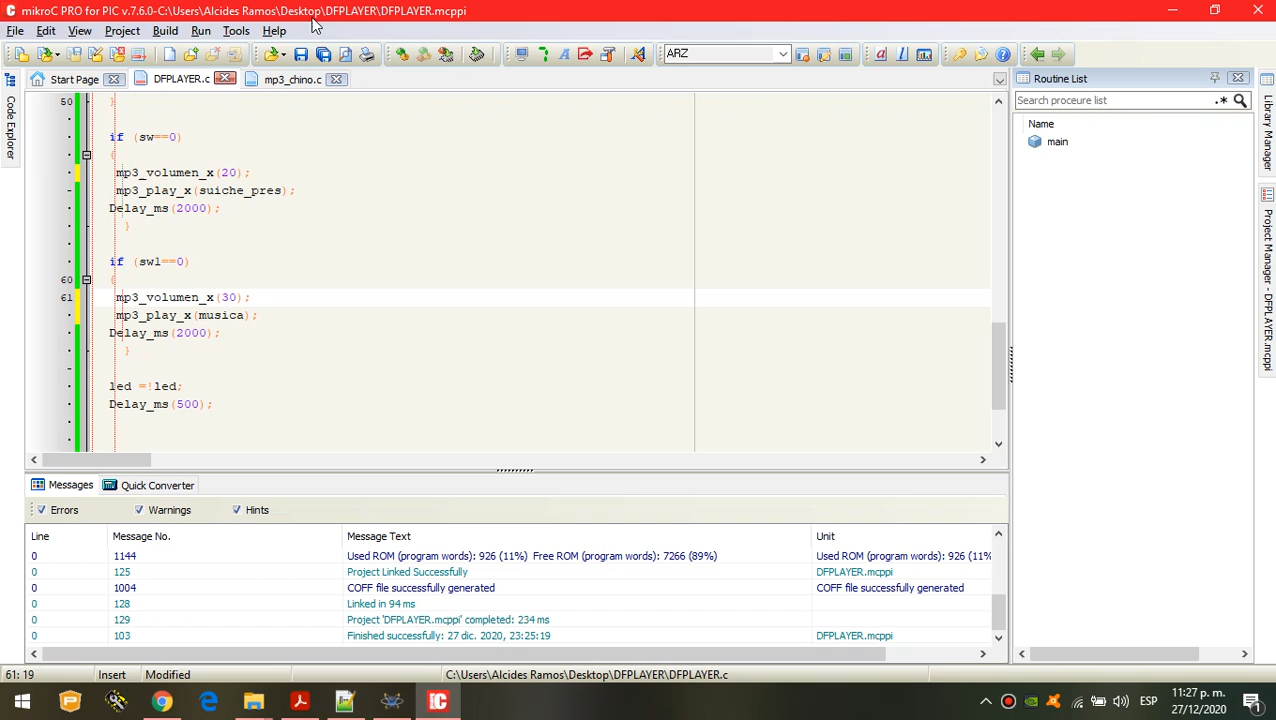 mikroC PRO for PIC v.7.6.0-C:\Users\Alcides Ramos\Desktop\DFPLAYER\DFPLAYER.mcppi
File Edit View Project Build Run Tools Help
ARZ
Start Page DFPLAYER.c mp3_chino.c
Routine List
Code Explorer
Search proceure list
Name
main
Library Manager
Project Manager - DFPLAYER.mcppi
50 }
if (sw==0)
{
mp3_volumen_x(20);
mp3_play_x(suiche_pres);
Delay_ms(2000);
}
if (sw1==0)
60 {
61 mp3_volumen_x(30);
mp3_play_x(musica);
Delay_ms(2000);
}
led =!led;
Delay_ms(500);
Messages Quick Converter
Errors Warnings Hints
Line Message No. Message Text Unit
0 1144 Used ROM (program words): 926 (11%) Free ROM (program words): 7266 (89%) Used ROM (program words): 926 (11%
0 125 Project Linked Successfully DFPLAYER.mcppi
0 1004 COFF file successfully generated COFF file successfully generated
0 128 Linked in 94 ms
0 129 Project 'DFPLAYER.mcppi' completed: 234 ms
0 103 Finished successfully: 27 dic. 2020, 23:25:19 DFPLAYER.mcppi
61: 19 Insert Modified C:\Users\Alcides Ramos\Desktop\DFPLAYER\DFPLAYER.c
ESP
11:27 p. m.
27/12/2020